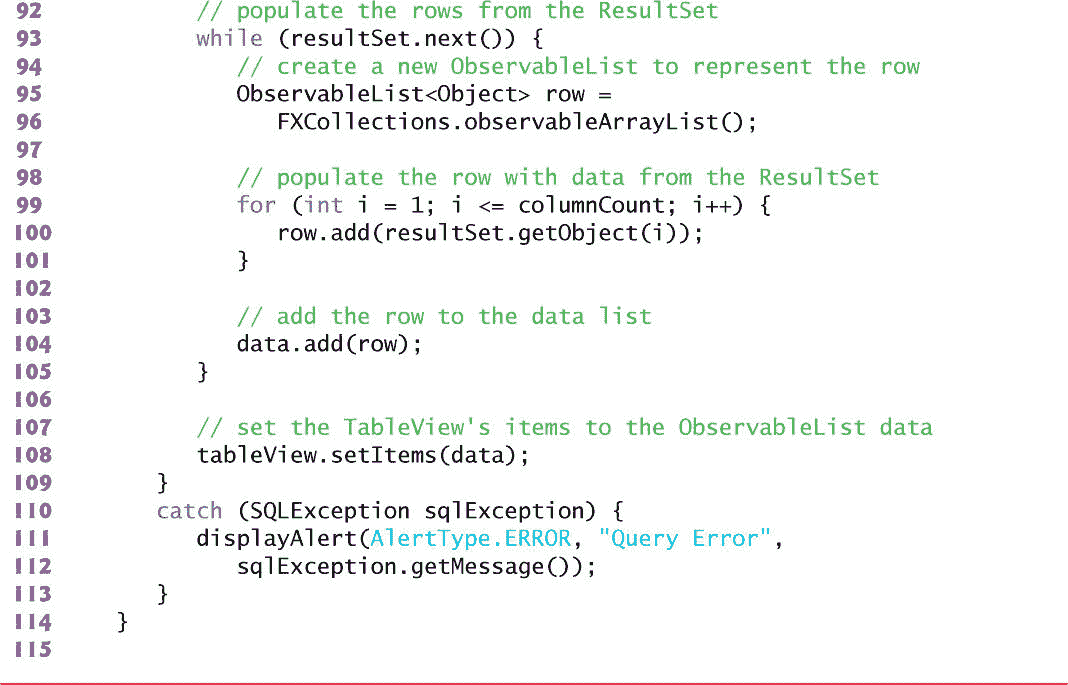 92 // populate the rows from the ResultSet
93 while (resultSet.next()) {
94 // create a new ObservableList to represent the row
95 ObservableList<Object> row =
96 FXCollections.observableArrayList();
97
98 // populate the row with data from the ResultSet
99 for (int i = 1; i <= columnCount; i++) {
100 row.add(resultSet.getObject(i));
101 }
102
103 // add the row to the data list
104 data.add(row);
105 }
106
107 // set the TableView's items to the ObservableList data
108 tableView.setItems(data);
109 }
110 catch (SQLException sqlException) {
111 displayAlert(AlertType.ERROR, "Query Error",
112 sqlException.getMessage());
113 }
114 }
115